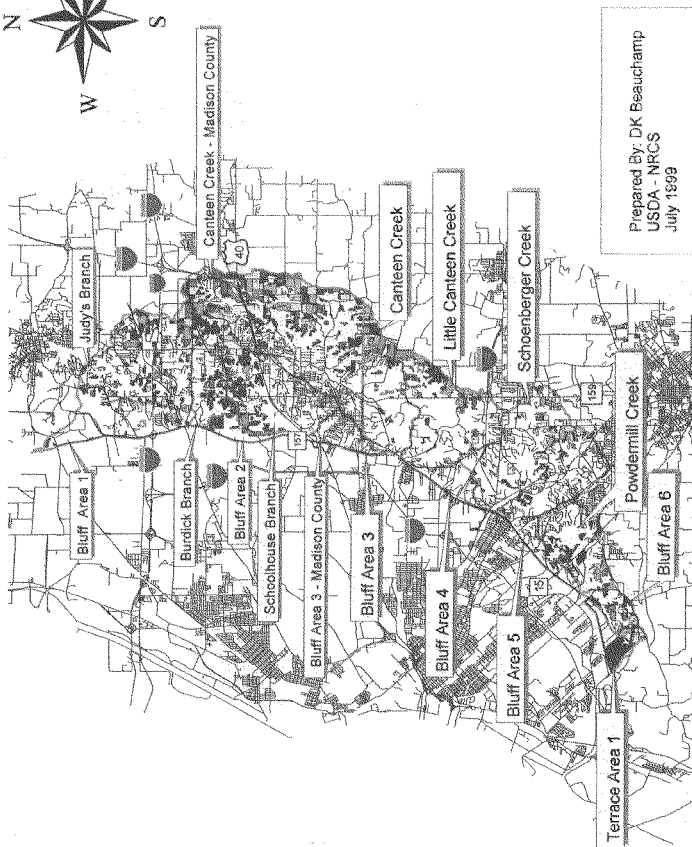 N
S
W
Judy's Branch
Canteen Creek - Madison County
40
Canteen Creek
Little Canteen Creek
Schoenberger Creek
159
Powdermill Creek
Bluff Area 1
Burdick Branch
Bluff Area 2
Schoolhouse Branch
157
Bluff Area 3 - Madison County
Bluff Area 3
Bluff Area 4
Bluff Area 5
15
Bluff Area 6
Terrace Area 1
Prepared By: DK Beauchamp
USDA - NRCS
July 1999